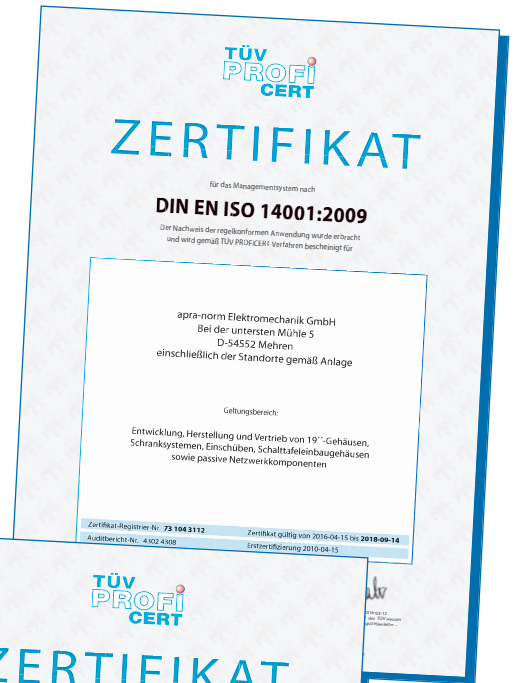 TÜV
PROFi
CERT
ZERTIFIKAT
für das Managementsystem nach
DIN EN ISO 14001:2009
Der Nachweis der regelkonformen Anwendung wurde erbracht
und wird gemäß TÜV PROFiCERT-Verfahren bescheinigt für
apra-norm Elektromechanik GmbH
Bei der untersten Mühle 5
D-54552 Mehren
einschließlich der Standorte gemäß Anlage
Geltungsbereich:
Entwicklung, Herstellung und Vertrieb von 19´´-Gehäusen,
Schranksystemen, Einschüben, Schalttafeleinbaugehäusen
sowie passive Netzwerkkomponenten
Zertifikat-Registrier-Nr. 73 104 3112 Zertifikat gültig von 2016-04-15 bis 2018-09-14
Auditbericht-Nr. 4302 4308 Erstzertifizierung 2010-04-15
TÜV
PROFi
CERT
ZERTIFIKAT